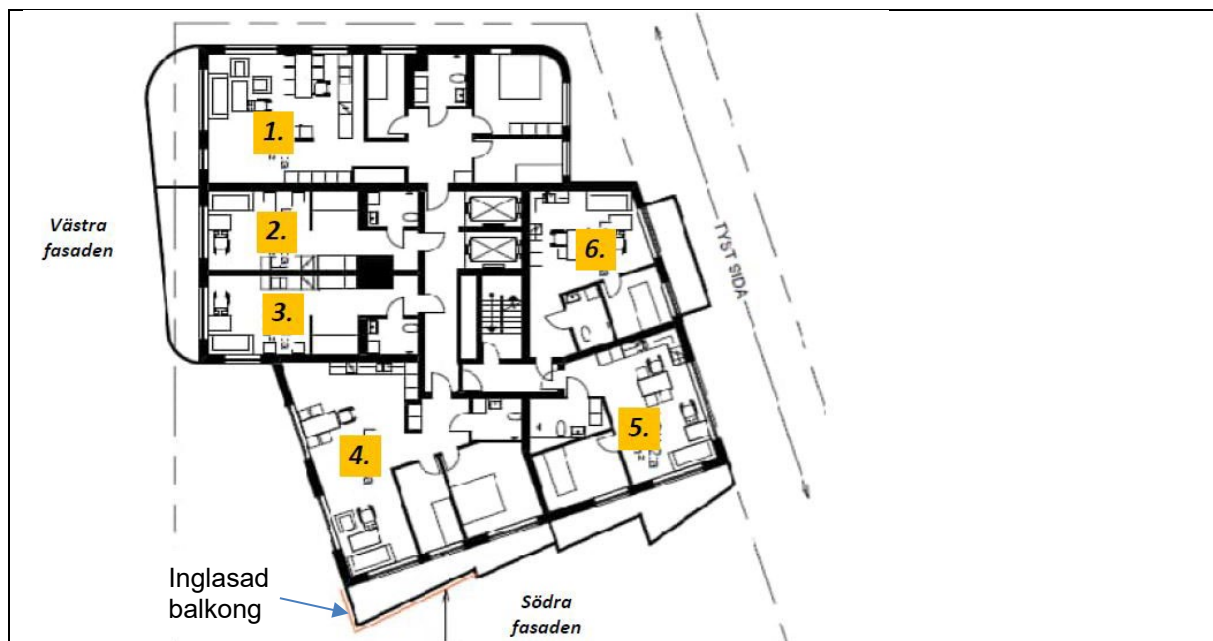 1.
Västra
fasaden
2.
6.
TYST SIDA
3.
5.
4.
Inglasad
balkong
Södra
fasaden